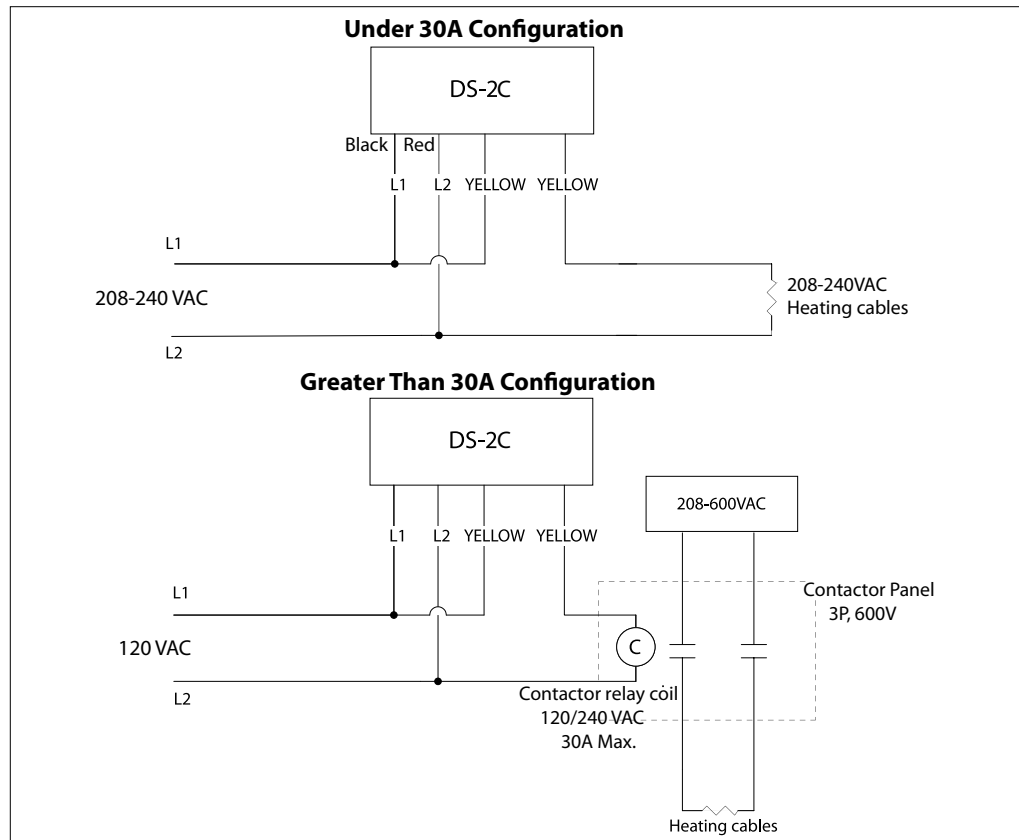 Under 30A Configuration
DS-2C
Black Red
L1 L2 YELLOW YELLOW
L1
208-240 VAC
L2
208-240VAC
Heating cables
Greater Than 30A Configuration
DS-2C
L1 L2 YELLOW YELLOW
208-600VAC
L1
120 VAC
L2
C
Contactor Panel
3P, 600V
Contactor relay coil
120/240 VAC
30A Max.
Heating cables